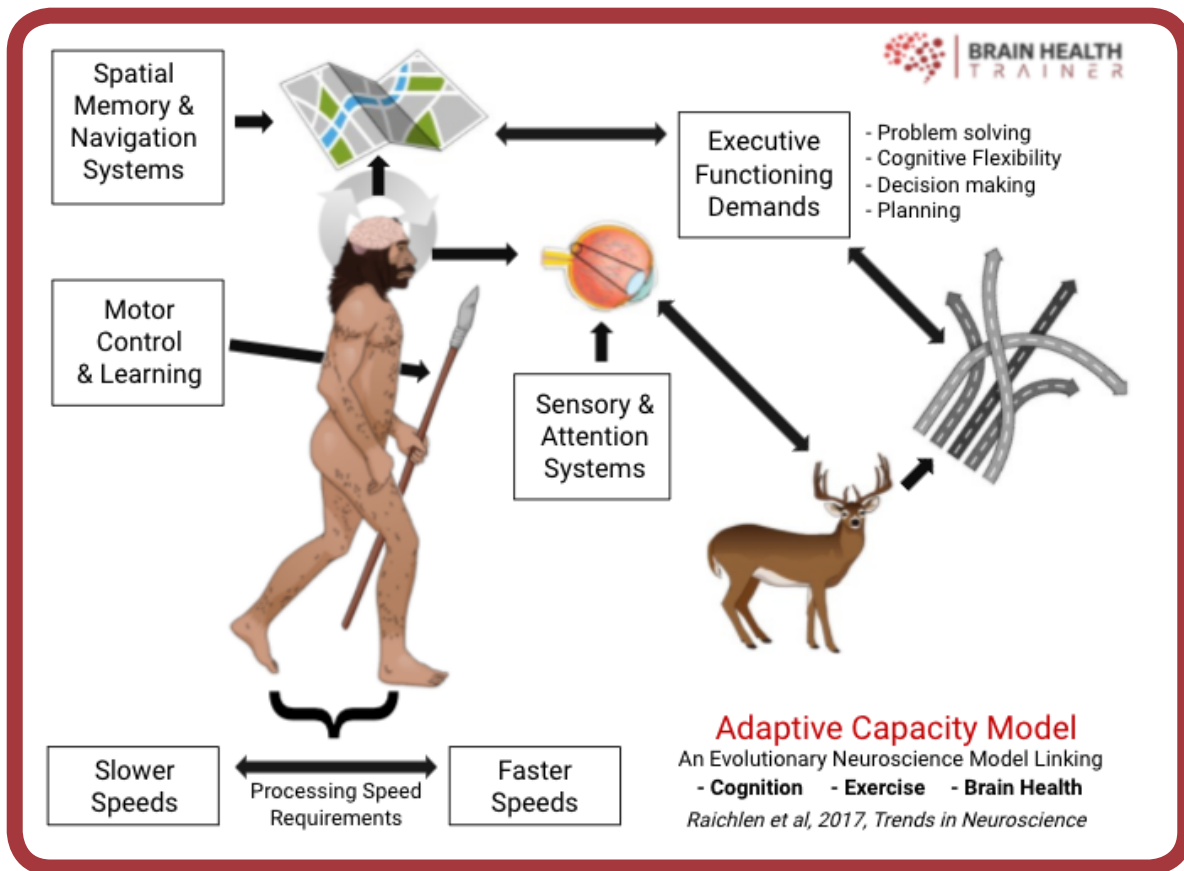 BRAIN HEALTH
TRAINER
Spatial
Memory &
Navigation
Systems
Executive
Functioning
Demands
- Problem solving
- Cognitive Flexibility
- Decision making
- Planning
Motor
Control
& Learning
Sensory &
Attention
Systems
Slower
Speeds
Processing Speed
Requirements
Faster
Speeds
Adaptive Capacity Model
An Evolutionary Neuroscience Model Linking
- Cognition - Exercise - Brain Health
Raichlen et al, 2017, Trends in Neuroscience